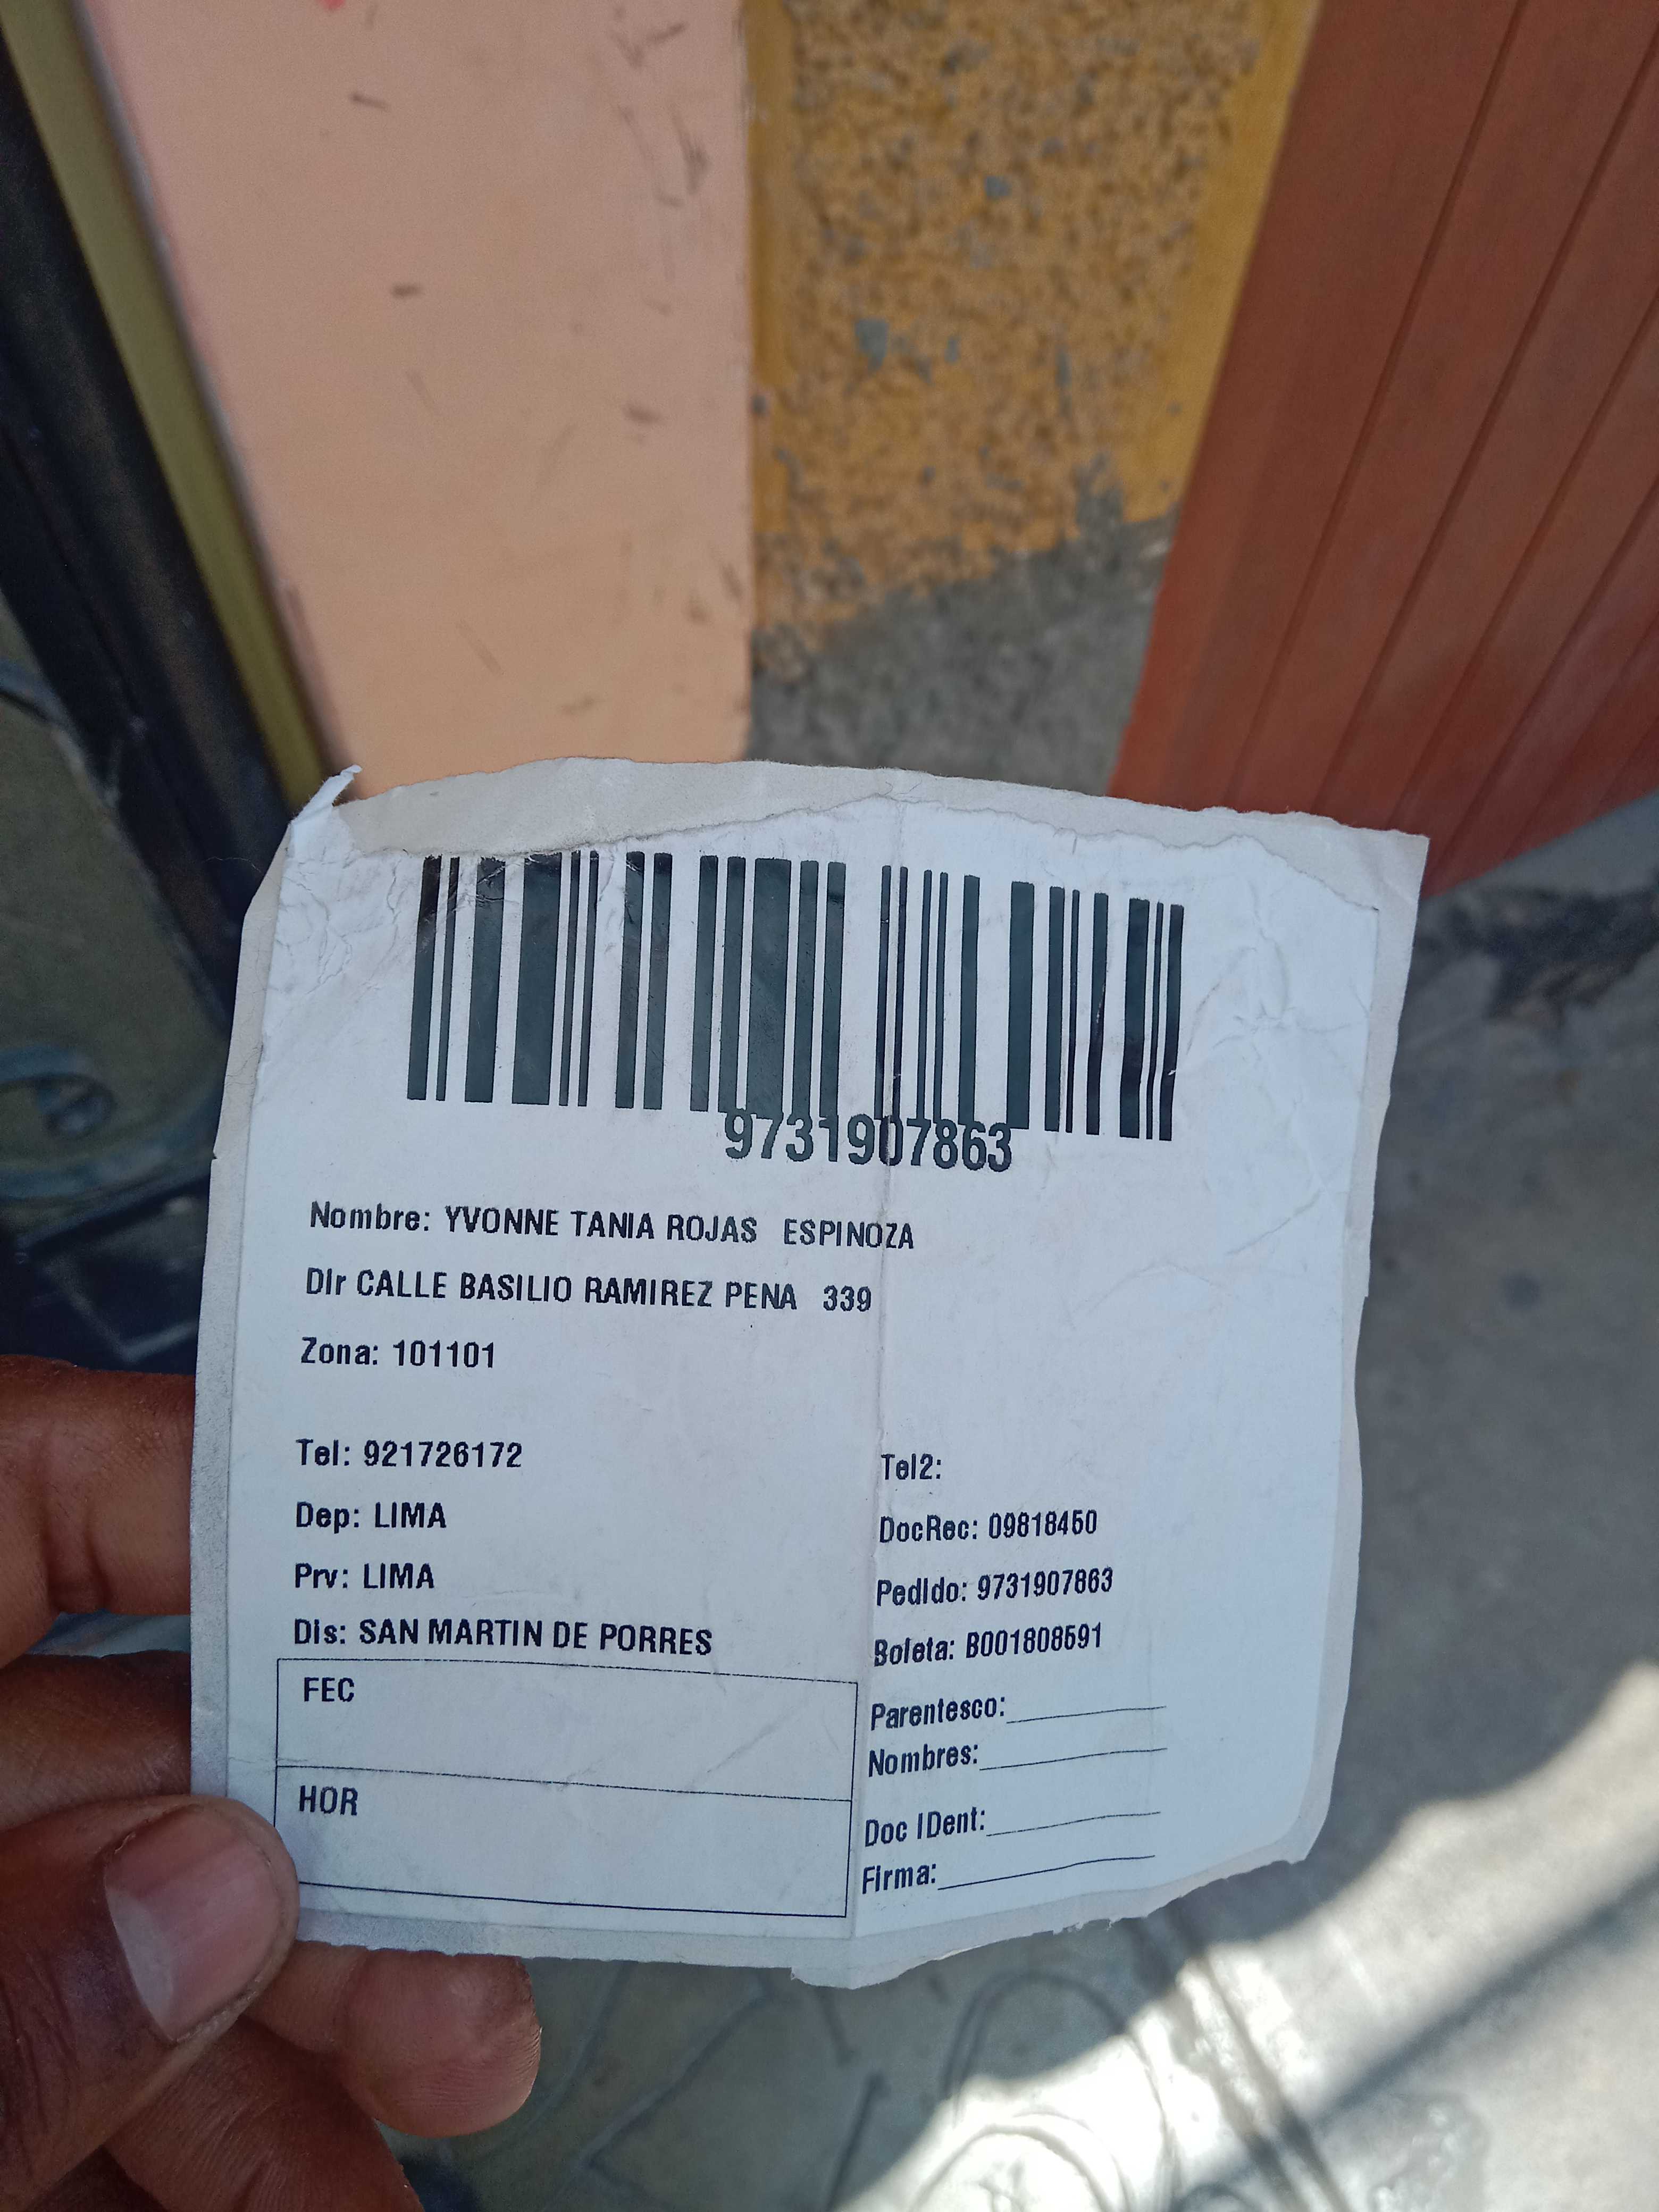 9731907863
Nombre: YVONNE TANIA ROJAS ESPINOZA
Dir CALLE BASILIO RAMIREZ PENA 339
Zona: 101101
Tel: 921726172
Tel2:
Dep: LIMA
DocRec: 09818450
Prv: LIMA
Pedido: 9731907863
Dis: SAN MARTIN DE PORRES
Boleta: B001808591
FEC
Parentesco:
Nombres:
HOR
Doc IDent:
Firma: